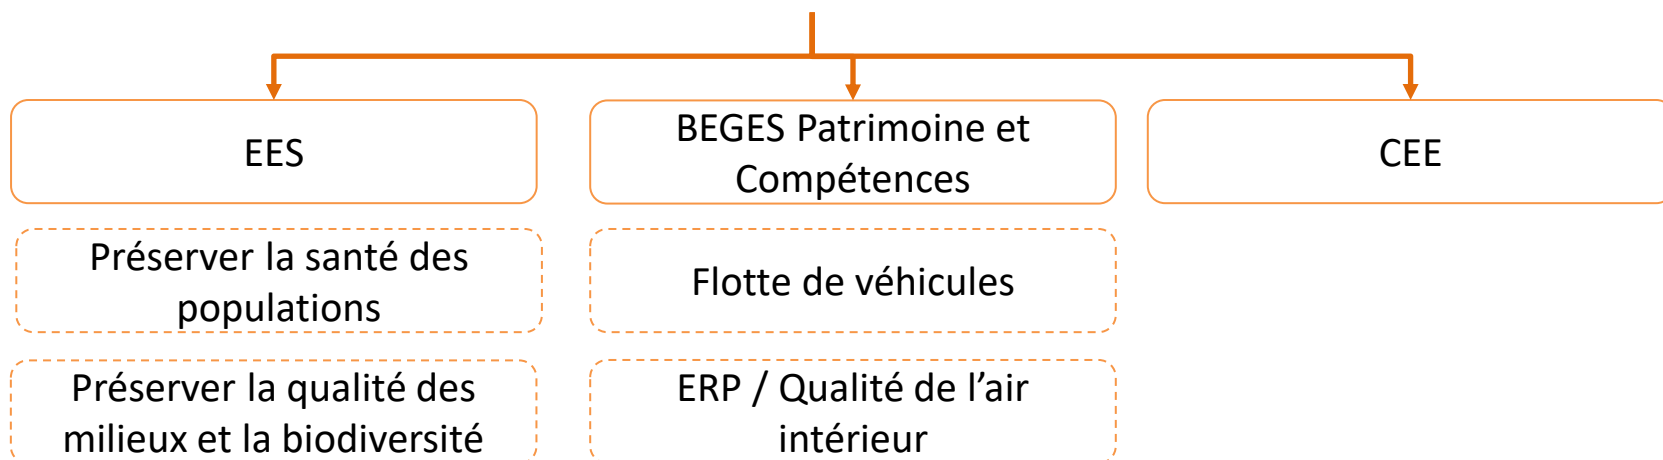 EES
BEGES Patrimoine et
Compétences
CEE
Préserver la santé des
populations
Flotte de véhicules
Préserver la qualité des
milieux et la biodiversité
ERP / Qualité de l’air
intérieur